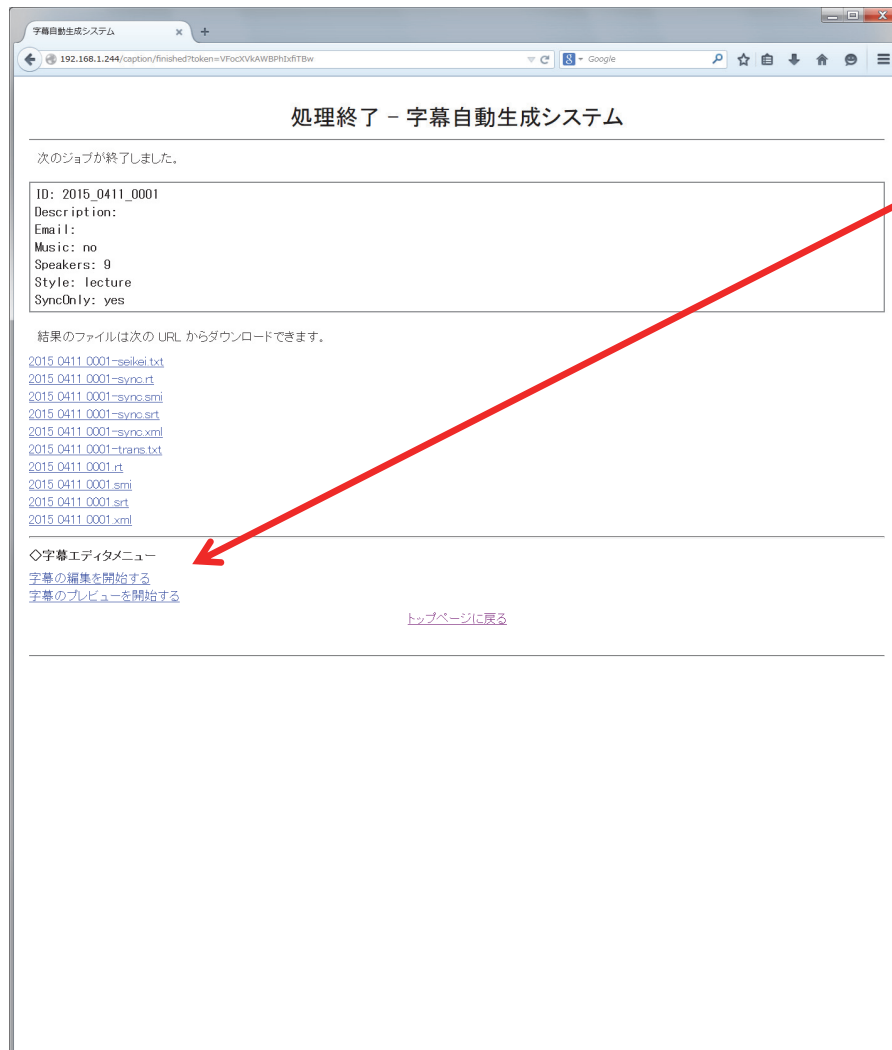 字幕自動生成システム
192.168.1.244/caption/finished?token=VFocXVkAWBPhIxfiTBw
Google
処理終了 - 字幕自動生成システム
次のジョブが終了しました。
ID: 2015_0411_0001
Description:
Email:
Music: no
Speakers: 9
Style: lecture
SyncOnly: yes
結果のファイルは次の URL からダウンロードできます。
2015_0411_0001-seikei.txt
2015_0411_0001-sync.rt
2015_0411_0001-sync.smi
2015_0411_0001-sync.srt
2015_0411_0001-sync.xml
2015_0411_0001-trans.txt
2015_0411_0001.rt
2015_0411_0001.smi
2015_0411_0001.srt
2015_0411_0001.xml
◇字幕エディタメニュー
字幕の編集を開始する
字幕のプレビューを開始する
トップページに戻る